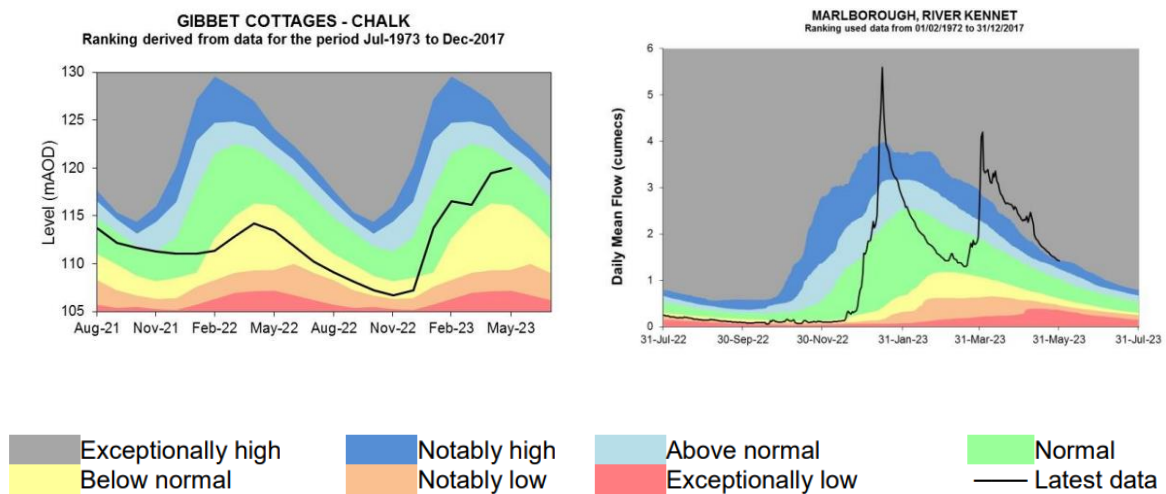 GIBBET COTTAGES - CHALK
Ranking derived from data for the period Jul-1973 to Dec-2017
Level (mAOD)
130
125
120
115
110
105
Aug-21 Nov-21 Feb-22 May-22 Aug-22 Nov-22 Feb-23 May-23
MARLBOROUGH, RIVER KENNET
Ranking used data from 01/02/1972 to 31/12/2017
Daily Mean Flow (cumecs)
6
5
4
3
2
1
0
31-Jul-22 30-Sep-22 30-Nov-22 31-Jan-23 31-Mar-23 31-May-23 31-Jul-23
Exceptionally high Notably high Above normal Normal
Below normal Notably low Exceptionally low Latest data